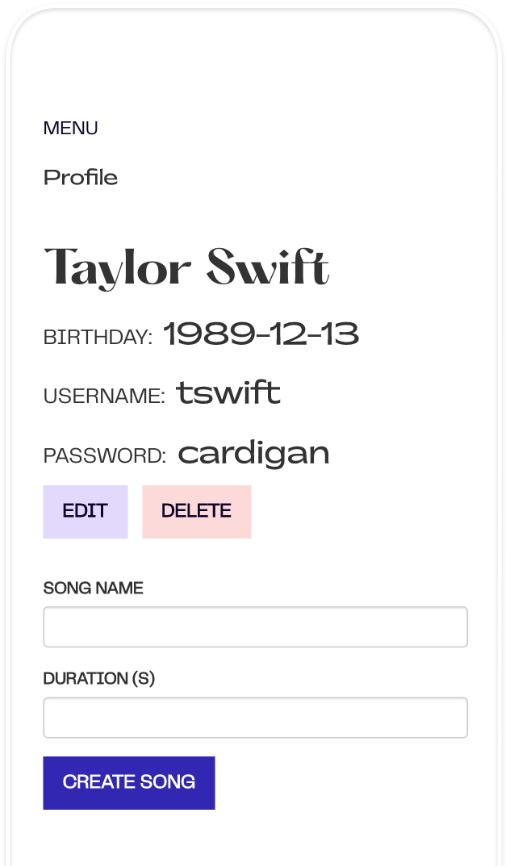 MENU
Profile
Taylor Swift
BIRTHDAY: 1989-12-13
USERNAME: tswift
PASSWORD: cardigan
EDIT DELETE
SONG NAME
DURATION (S)
CREATE SONG